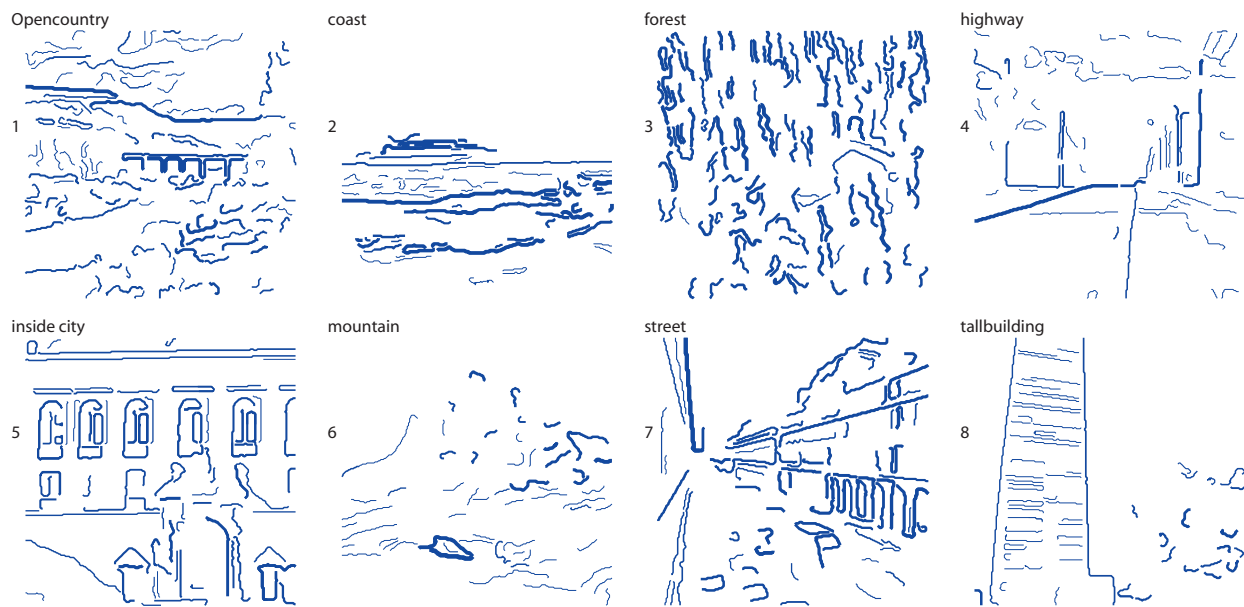 Opencountry
coast
forest
highway
1
2
3
4
inside city
mountain
street
tallbuilding
5
6
7
8